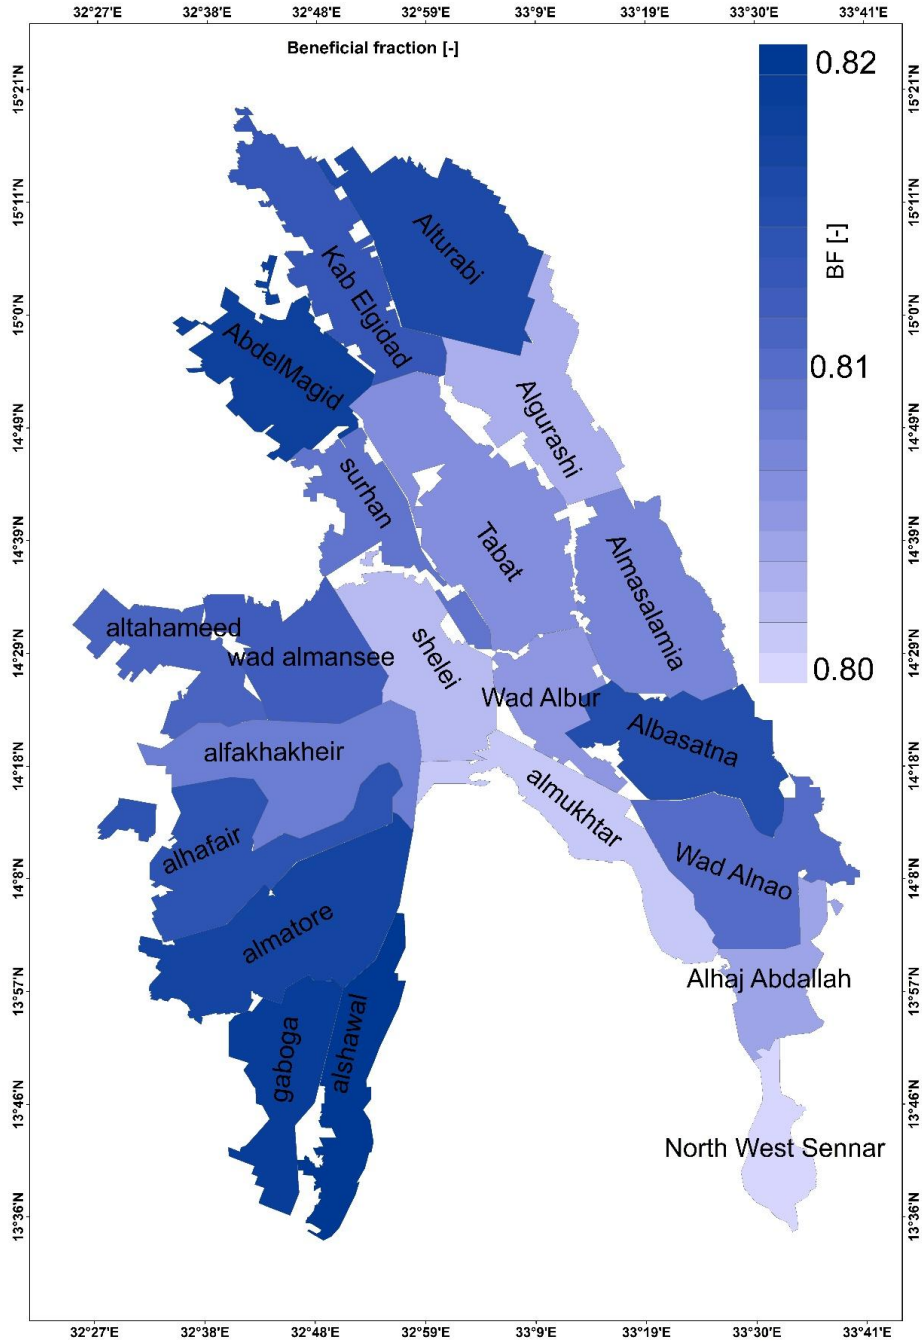 32°27'E 32°38'E 32°48'E 32°59'E 33°9'E 33°19'E 33°30'E 33°41'E
Beneficial fraction [-]
0.82
BF [-]
0.81
0.80
15°21'N
15°11'N
15°0'N
14°49'N
14°39'N
14°29'N
14°18'N
14°8'N
13°57'N
13°46'N
13°36'N
15°21'N
15°11'N
15°0'N
14°49'N
14°39'N
14°29'N
14°18'N
14°8'N
13°57'N
13°46'N
13°36'N
Alturabi
Kab Elgidad
AbdelMagid
Algurashi
surhan
Tabat
Almasalamia
altahameed
wad almansee
shelei
Wad Albur
Albasatna
alfakhakheir
almukhtar
alhafair
Wad Alnao
almatore
Alhaj Abdallah
gaboga
alshawal
North West Sennar
32°27'E 32°38'E 32°48'E 32°59'E 33°9'E 33°19'E 33°30'E 33°41'E